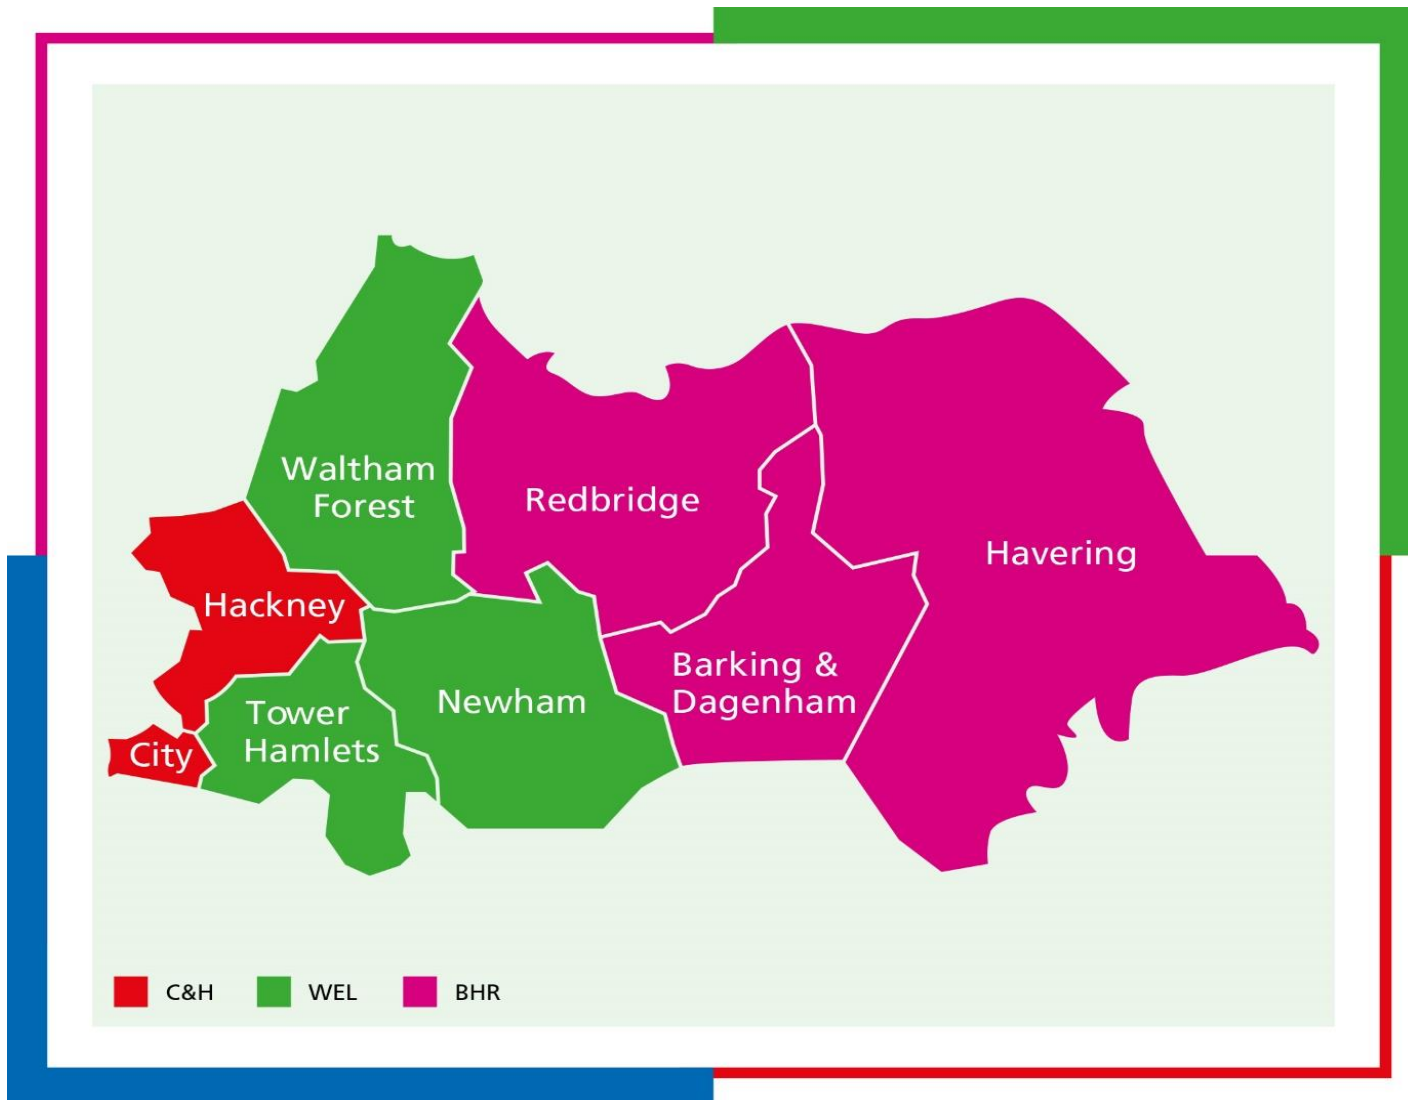 Waltham
Forest
Redbridge
Havering
Hackney
Barking &
Dagenham
Newham
Tower
Hamlets
City
C&H
WEL
BHR